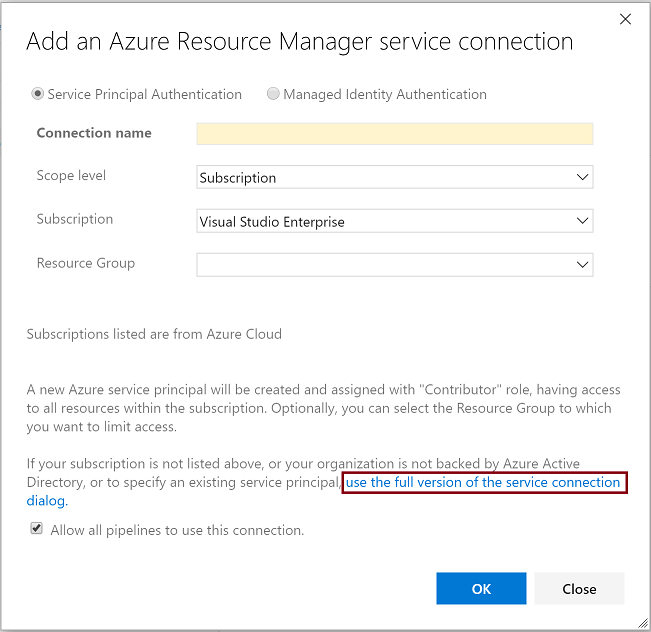 Add an Azure Resource Manager service connection
Service Principal Authentication Managed Identity Authentication
Connection name
Scope level Subscription
Subscription Visual Studio Enterprise
Resource Group
Subscriptions listed are from Azure Cloud
A new Azure service principal will be created and assigned with "Contributor" role, having access
to all resources within the subscription. Optionally, you can select the Resource Group to which
you want to limit access.
If your subscription is not listed above, or your organization is not backed by Azure Active
Directory, or to specify an existing service principal, use the full version of the service connection
dialog.
Allow all pipelines to use this connection.
OK Close